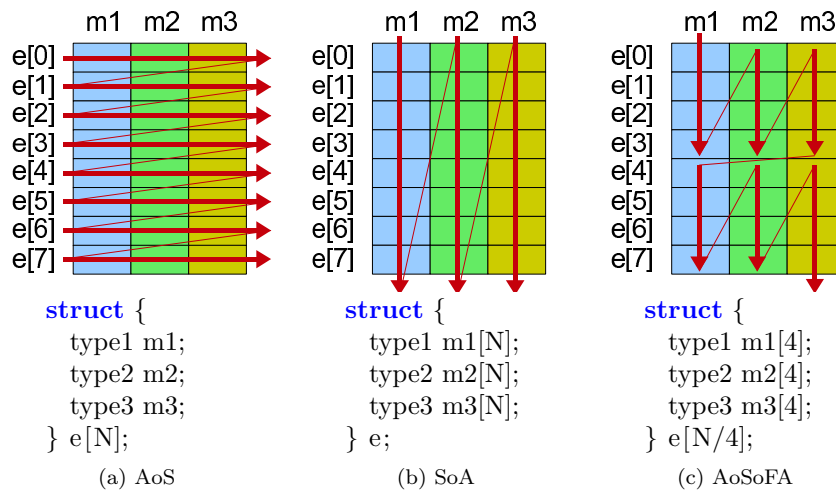 m1 m2 m3
e[0]
e[1]
e[2]
e[3]
e[4]
e[5]
e[6]
e[7]
struct {
type1 m1;
type2 m2;
type3 m3;
} e[N];
(a) AoS
m1 m2 m3
e[0]
e[1]
e[2]
e[3]
e[4]
e[5]
e[6]
e[7]
struct {
type1 m1[N];
type2 m2[N];
type3 m3[N];
} e;
(b) SoA
m1 m2 m3
e[0]
e[1]
e[2]
e[3]
e[4]
e[5]
e[6]
e[7]
struct {
type1 m1[4];
type2 m2[4];
type3 m3[4];
} e[N/4];
(c) AoSoFA